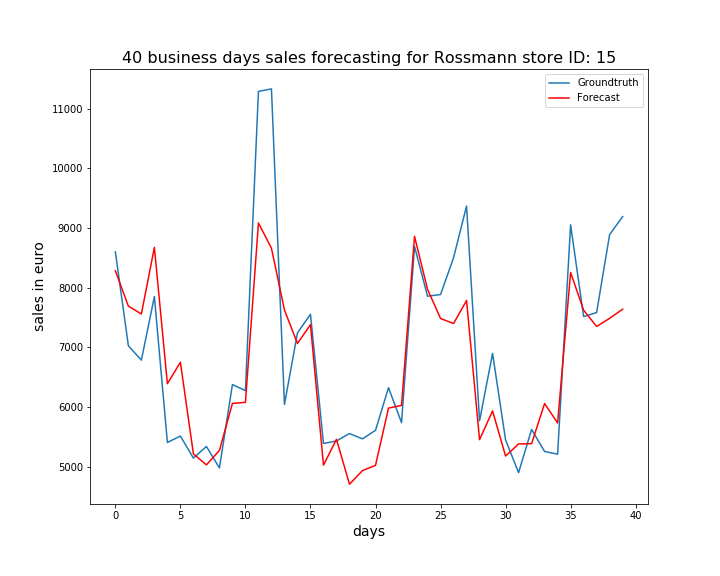 40 business days sales forecasting for Rossmann store ID: 15
Groundtruth
Forecast
11000
10000
9000
8000
7000
6000
5000
sales in euro
0 5 10 15 20 25 30 35 40
days